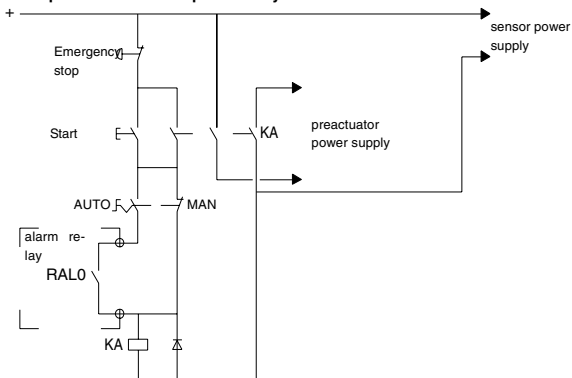 +
sensor power
supply
Emergency
stop
Start
KA
preactuator
power supply
AUTO
MAN
alarm re-
lay
RAL0
KA